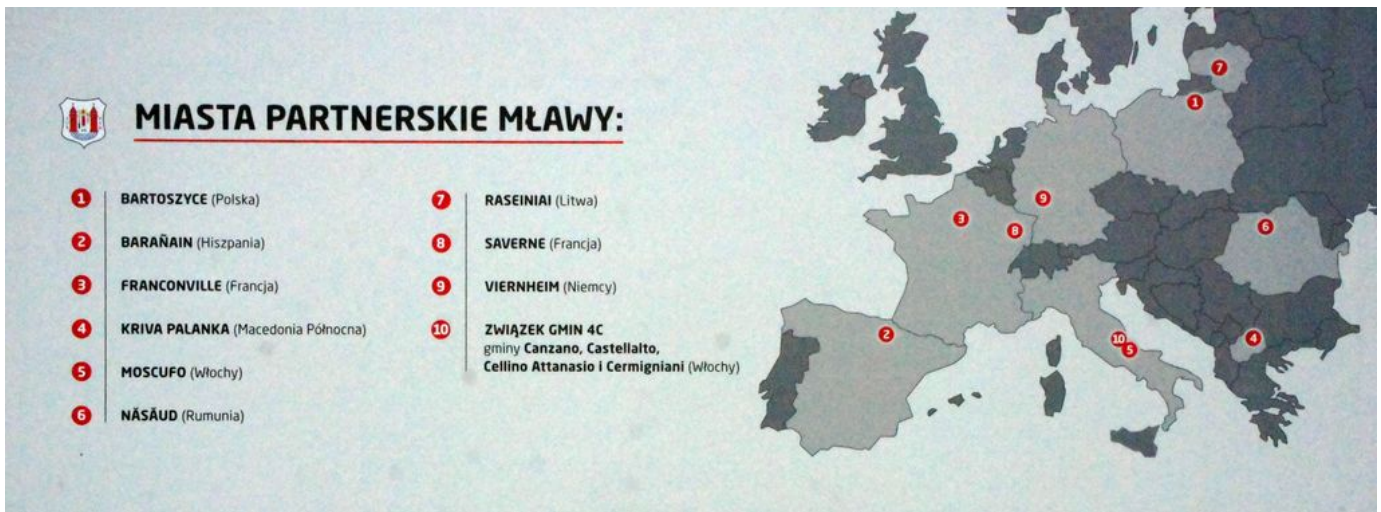 MIASTA PARTNERSKIE MŁAWY:
1 BARTOSZYCE (Polska)
2 BARAÑAIN (Hiszpania)
3 FRANCONVILLE (Francja)
4 KRIVA PALANKA (Macedonia Północna)
5 MOSCUFO (Włochy)
6 NĂSĂUD (Rumunia)
7 RASEINIAI (Litwa)
8 SAVERNE (Francja)
9 VIERNHEIM (Niemcy)
10 ZWIĄZEK GMIN 4C
gminy Canzano, Castellalto,
Cellino Attanasio i Cermigniani (Włochy)
7
1
9
3
8
6
2
10
4
5